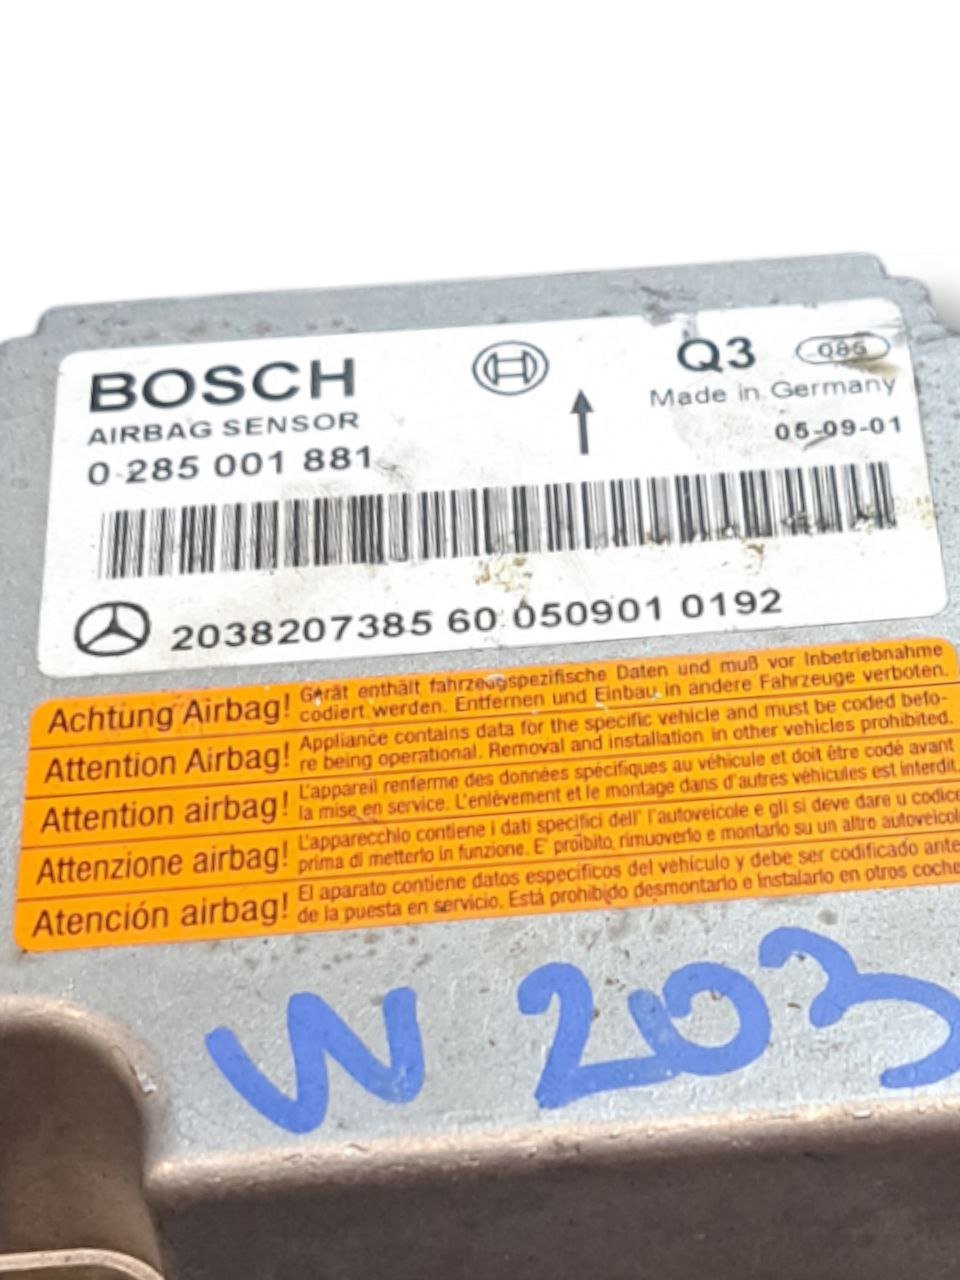 BOSCH
AIRBAG SENSOR
0 285 001 881
Q3 086
Made in Germany
05-09-01
2038207385 60 050901 0192
Achtung Airbag! Gerät enthält fahrzeugspezifische Daten und muß vor Inbetriebnahme
codiert werden. Entfernen und Einbau in andere Fahrzeuge verboten.
Attention Airbag! Appliance contains data for the specific vehicle and must be coded befo-
re being operational. Removal and installation in other vehicles prohibited.
Attention airbag! L'appareil renferme des données spécifiques au véhicule et doit être codé avant
la mise en service. L'enlèvement et le montage dans d'autres véhicules est interdit.
Attenzione airbag! L'apparecchio contiene i dati specifici dell' l'autoveicole e gli si deve dare u codice
prima di metterlo in funzione. E' proibito, rimuoverlo e montarlo su un altro autoveicol
Atención airbag! El aparato contiene datos específicos del vehículo y debe ser codificado ante
de la puesta en servicio. Está prohibido desmontarlo e instalarlo en otros coche
W 203